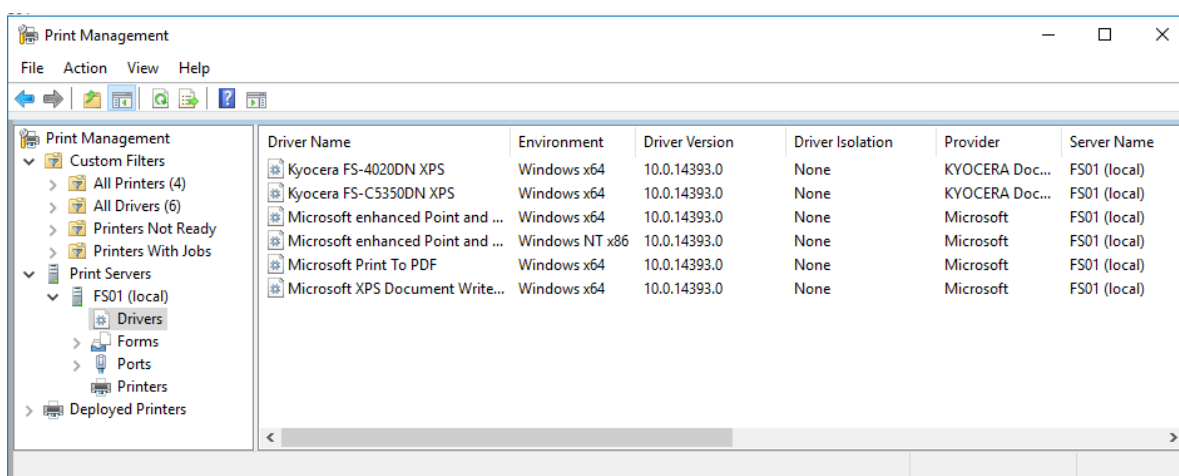 Print Management
File Action View Help
Print Management
Custom Filters
All Printers (4)
All Drivers (6)
Printers Not Ready
Printers With Jobs
Print Servers
FS01 (local)
Drivers
Forms
Ports
Printers
Deployed Printers
Driver Name Environment Driver Version Driver Isolation Provider Server Name
Kyocera FS-4020DN XPS Windows x64 10.0.14393.0 None KYOCERA Doc... FS01 (local)
Kyocera FS-C5350DN XPS Windows x64 10.0.14393.0 None KYOCERA Doc... FS01 (local)
Microsoft enhanced Point and ... Windows x64 10.0.14393.0 None Microsoft FS01 (local)
Microsoft enhanced Point and ... Windows NT x86 10.0.14393.0 None Microsoft FS01 (local)
Microsoft Print To PDF Windows x64 10.0.14393.0 None Microsoft FS01 (local)
Microsoft XPS Document Write... Windows x64 10.0.14393.0 None Microsoft FS01 (local)